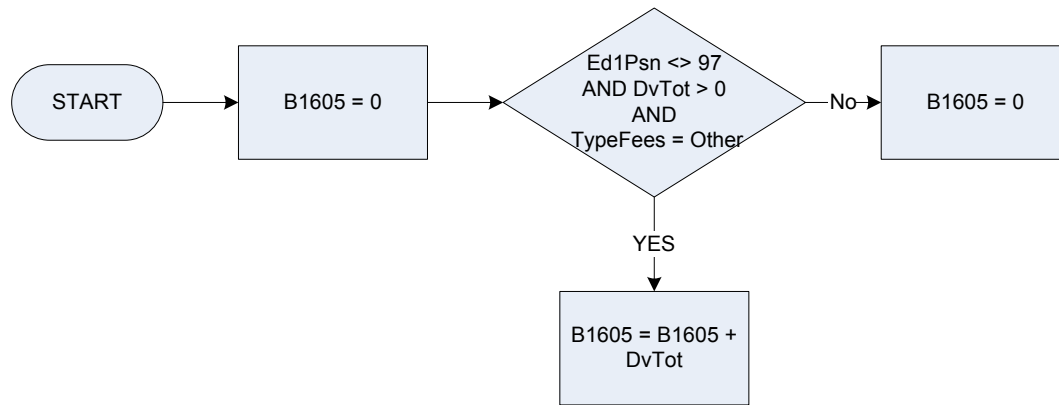 START
B1605 = 0
Ed1Psn <> 97
AND DvTot > 0
AND
TypeFees = Other
No
B1605 = 0
YES
B1605 = B1605 +
DvTot